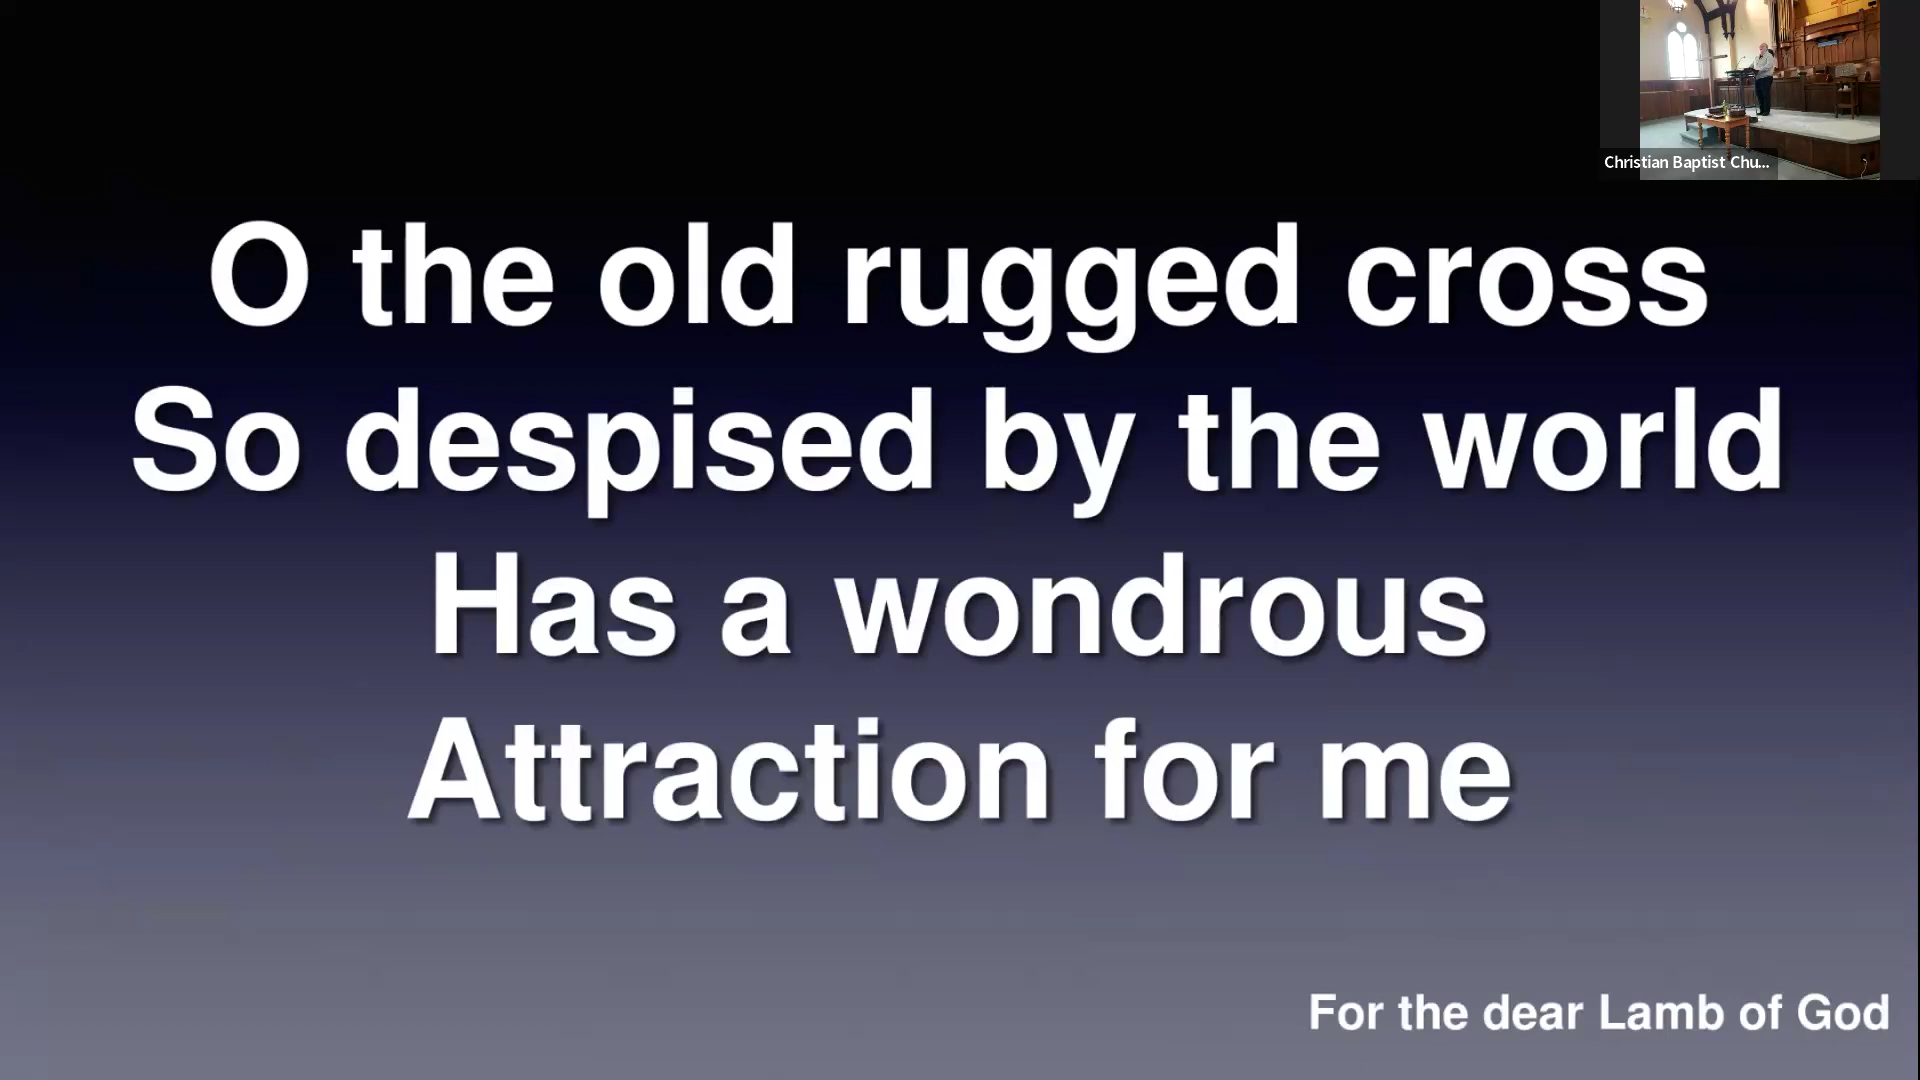 Christian Baptist Chu...
O the old rugged cross
So despised by the world
Has a wondrous
Attraction for me
For the dear Lamb of God